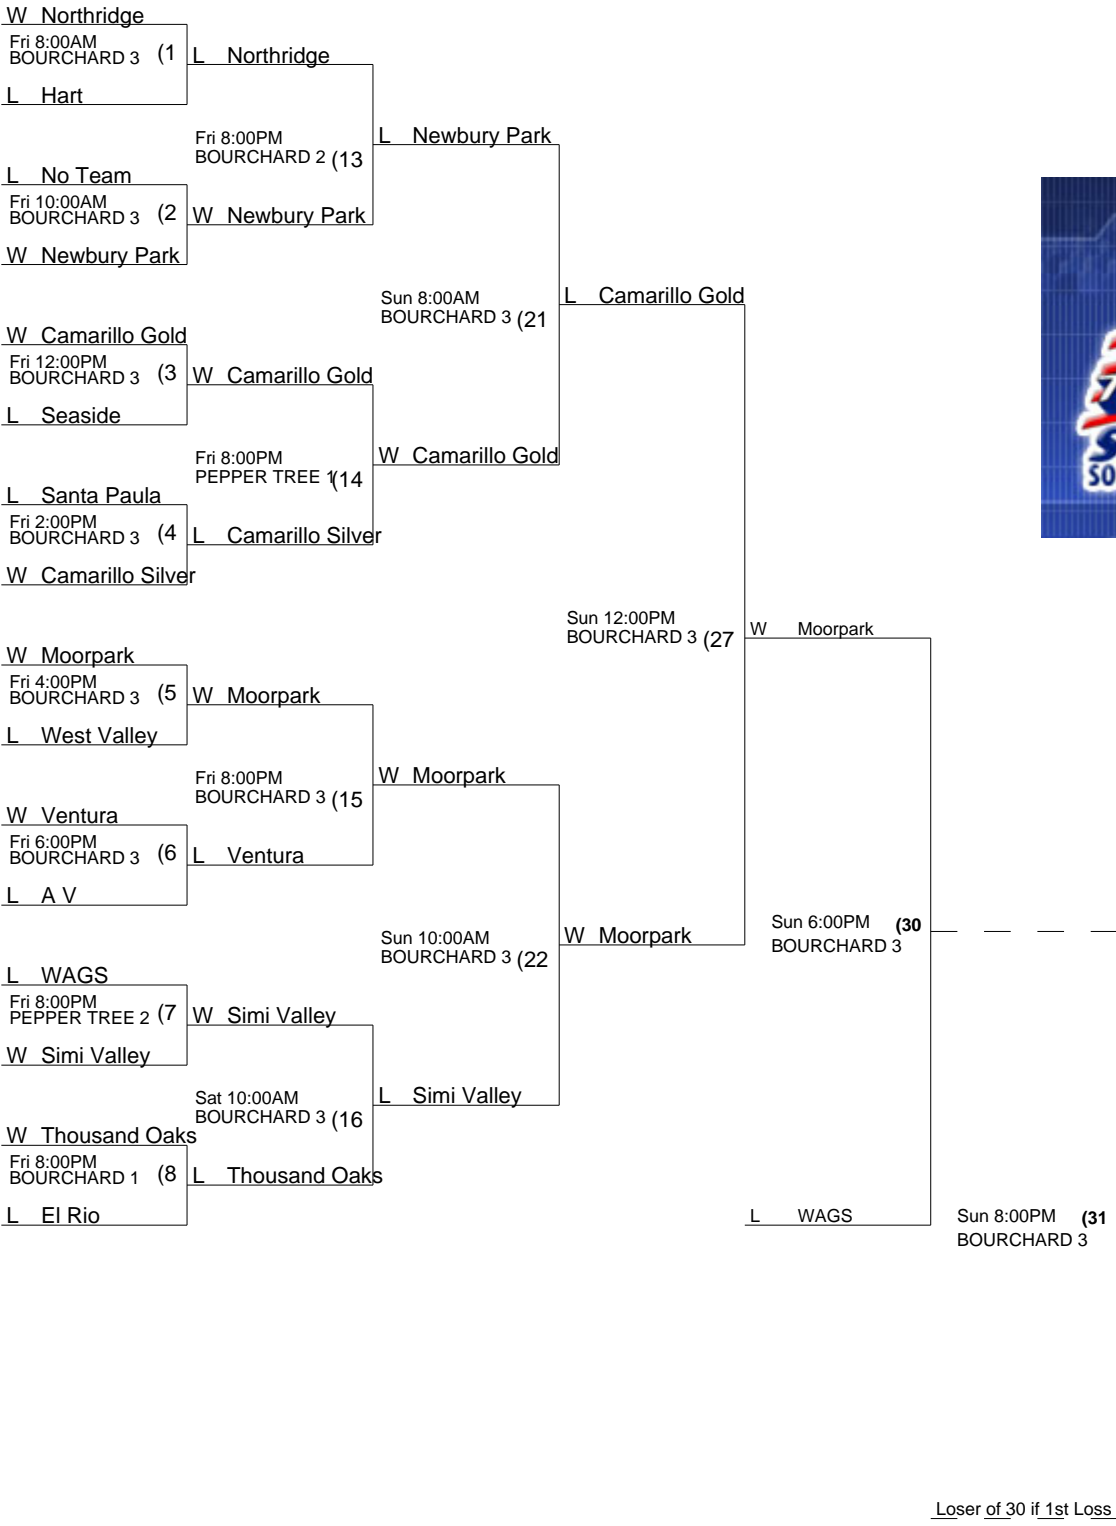 W Northridge
Fri 8:00AM
BOURCHARD 3 (1
L Northridge
L Hart
Fri 8:00PM
BOURCHARD 2 (13
L Newbury Park
L No Team
Fri 10:00AM
BOURCHARD 3 (2
W Newbury Park
W Newbury Park
Sun 8:00AM
BOURCHARD 3 (21
L Camarillo Gold
W Camarillo Gold
Fri 12:00PM
BOURCHARD 3 (3
W Camarillo Gold
L Seaside
Fri 8:00PM
PEPPER TREE 1 (14
W Camarillo Gold
L Santa Paula
Fri 2:00PM
BOURCHARD 3 (4
L Camarillo Silver
W Camarillo Silver
Sun 12:00PM
BOURCHARD 3 (27
W Moorpark
W Moorpark
Fri 4:00PM
BOURCHARD 3 (5
W Moorpark
L West Valley
Fri 8:00PM
BOURCHARD 3 (15
W Moorpark
W Ventura
Fri 6:00PM
BOURCHARD 3 (6
L Ventura
L A V
Sun 10:00AM
BOURCHARD 3 (22
W Moorpark
Sun 6:00PM (30
BOURCHARD 3
L WAGS
Fri 8:00PM
PEPPER TREE 2 (7
W Simi Valley
W Simi Valley
Sat 10:00AM
BOURCHARD 3 (16
L Simi Valley
W Thousand Oaks
Fri 8:00PM
BOURCHARD 1 (8
L Thousand Oaks
L El Rio
L WAGS
Sun 8:00PM (31
BOURCHARD 3
Loser of 30 if 1st Loss